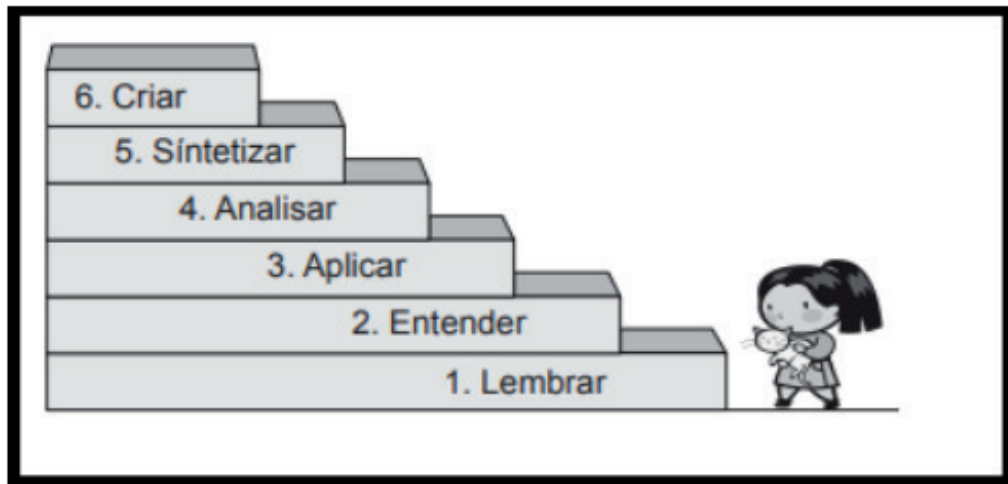 6. Criar
5. Síntetizar
4. Analisar
3. Aplicar
2. Entender
1. Lembrar